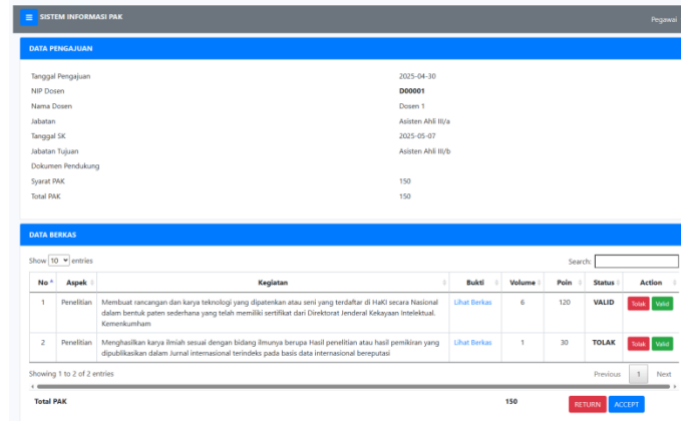 SISTEM INFORMASI PAK Pegawai
DATA PENGAJUAN
Tanggal Pengajuan 2025-04-30
NIP Dosen D00001
Nama Dosen Dosen 1
Jabatan Asisten Ahli III/a
Tanggal SK 2025-05-07
Jabatan Tujuan Asisten Ahli III/b
Dokumen Pendukung
Syarat PAK 150
Total PAK 150
DATA BERKAS
Show 10 entries Search:
No Aspek Kegiatan Bukti Volume Poin Status Action
1 Penelitian Membuat rancangan dan karya teknologi yang dipatenkan atau seni yang terdaftar di HaKI secara Nasional Lihat Berkas 6 120 VALID Tolak Valid
dalam bentuk paten sederhana yang telah memiliki sertifikat dari Direktorat Jenderal Kekayaan Intelektual.
Kemenkumham
2 Penelitian Menghasilkan karya ilmiah sesuai dengan bidang ilmunya berupa Hasil penelitian atau hasil pemikiran yang Lihat Berkas 1 30 TOLAK Tolak Valid
dipublikasikan dalam Jurnal internasional terindeks pada basis data internasional bereputasi
Showing 1 to 2 of 2 entries Previous 1 Next
Total PAK 150 RETURN ACCEPT